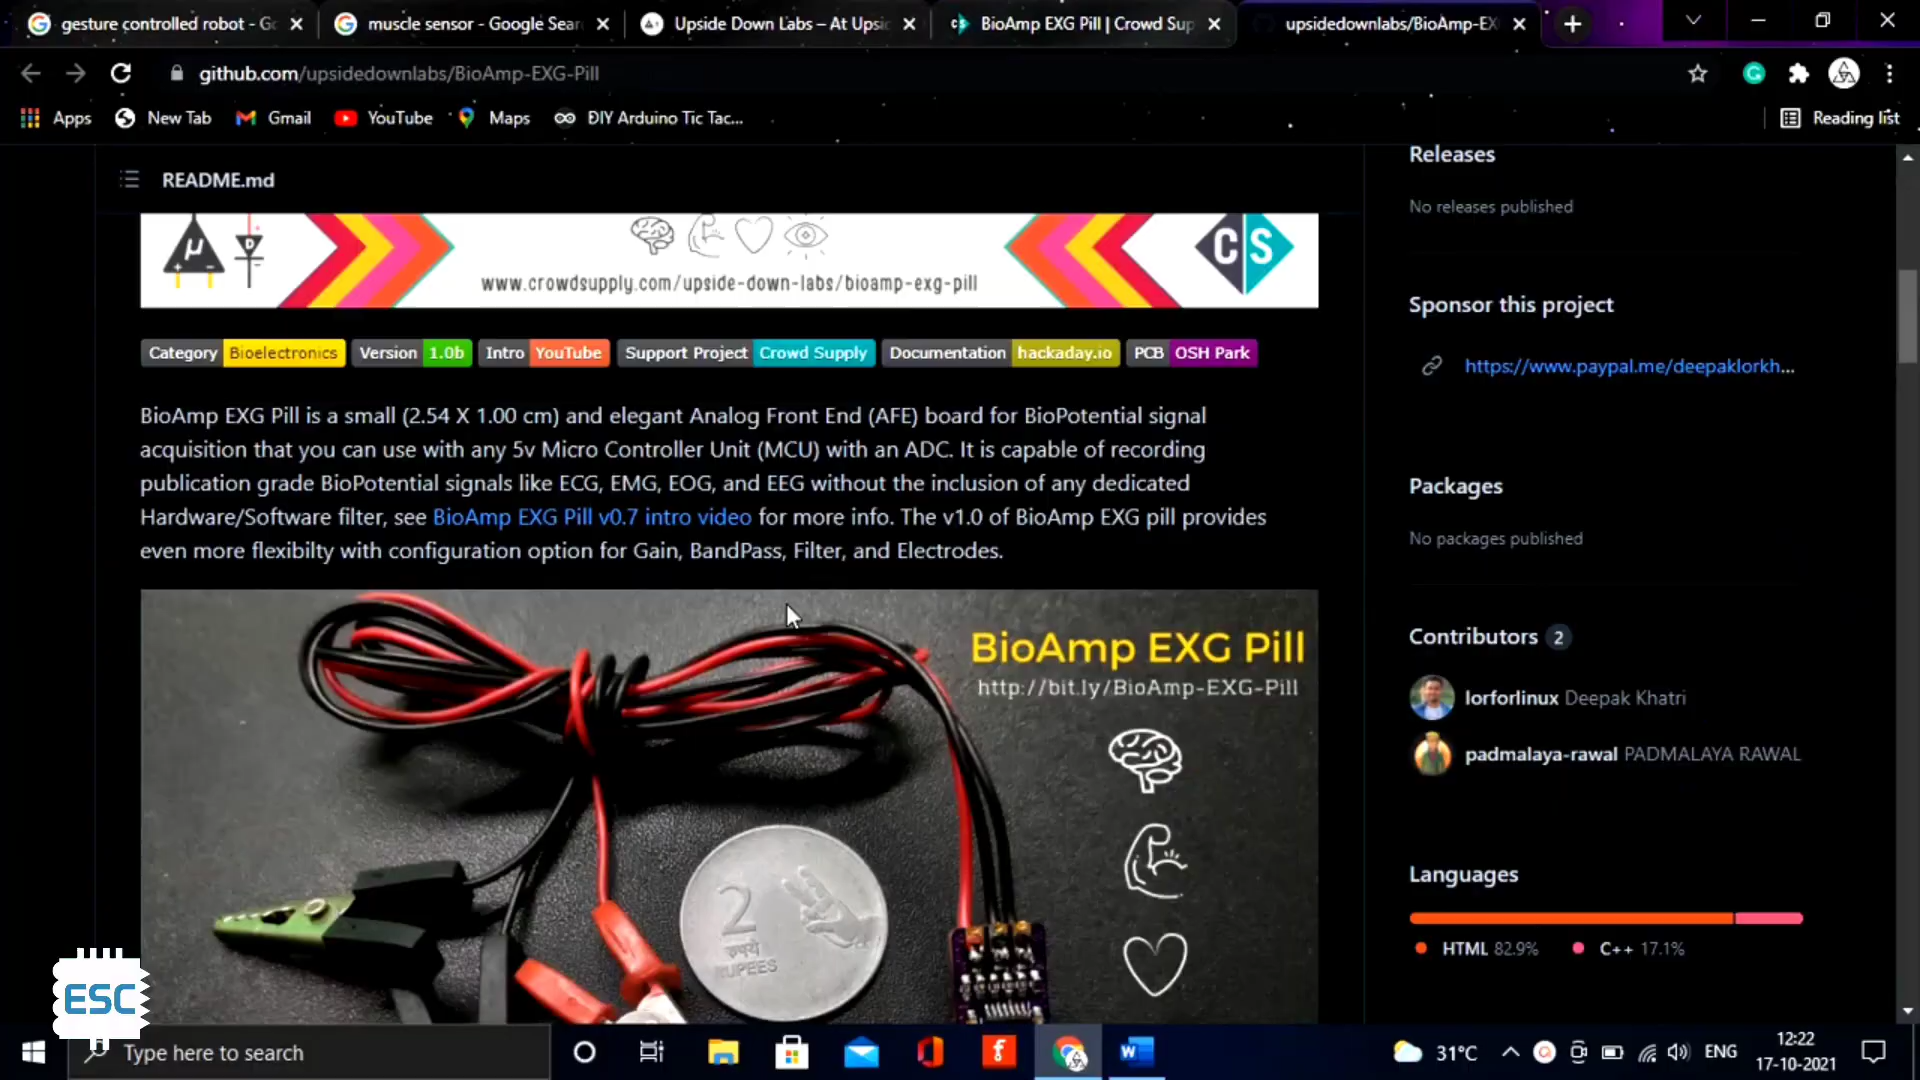 gesture controlled robot - Go
muscle sensor - Google Sear
Upside Down Labs – At Upsi
BioAmp EXG Pill | Crowd Sup
upsidedownlabs/BioAmp-EX
github.com/upsidedownlabs/BioAmp-EXG-Pill
Apps
New Tab
Gmail
YouTube
Maps
DIY Arduino Tic Tac...
Reading list
README.md
μ
D
CS
www.crowdsupply.com/upside-down-labs/bioamp-exg-pill
Category Bioelectronics Version 1.0b Intro YouTube Support Project Crowd Supply Documentation hackaday.io PCB OSH Park
BioAmp EXG Pill is a small (2.54 X 1.00 cm) and elegant Analog Front End (AFE) board for BioPotential signal
acquisition that you can use with any 5v Micro Controller Unit (MCU) with an ADC. It is capable of recording
publication grade BioPotential signals like ECG, EMG, EOG, and EEG without the inclusion of any dedicated
Hardware/Software filter, see BioAmp EXG Pill v0.7 intro video for more info. The v1.0 of BioAmp EXG pill provides
even more flexibilty with configuration option for Gain, BandPass, Filter, and Electrodes.
BioAmp EXG Pill
http://bit.ly/BioAmp-EXG-Pill
2
रुपये
RUPEES
Releases
No releases published
Sponsor this project
https://www.paypal.me/deepaklorkh...
Packages
No packages published
Contributors 2
lorforlinux Deepak Khatri
padmalaya-rawal PADMALAYA RAWAL
Languages
HTML 82.9% C++ 17.1%
ESC
Type here to search
31°C
ENG
12:22
17-10-2021